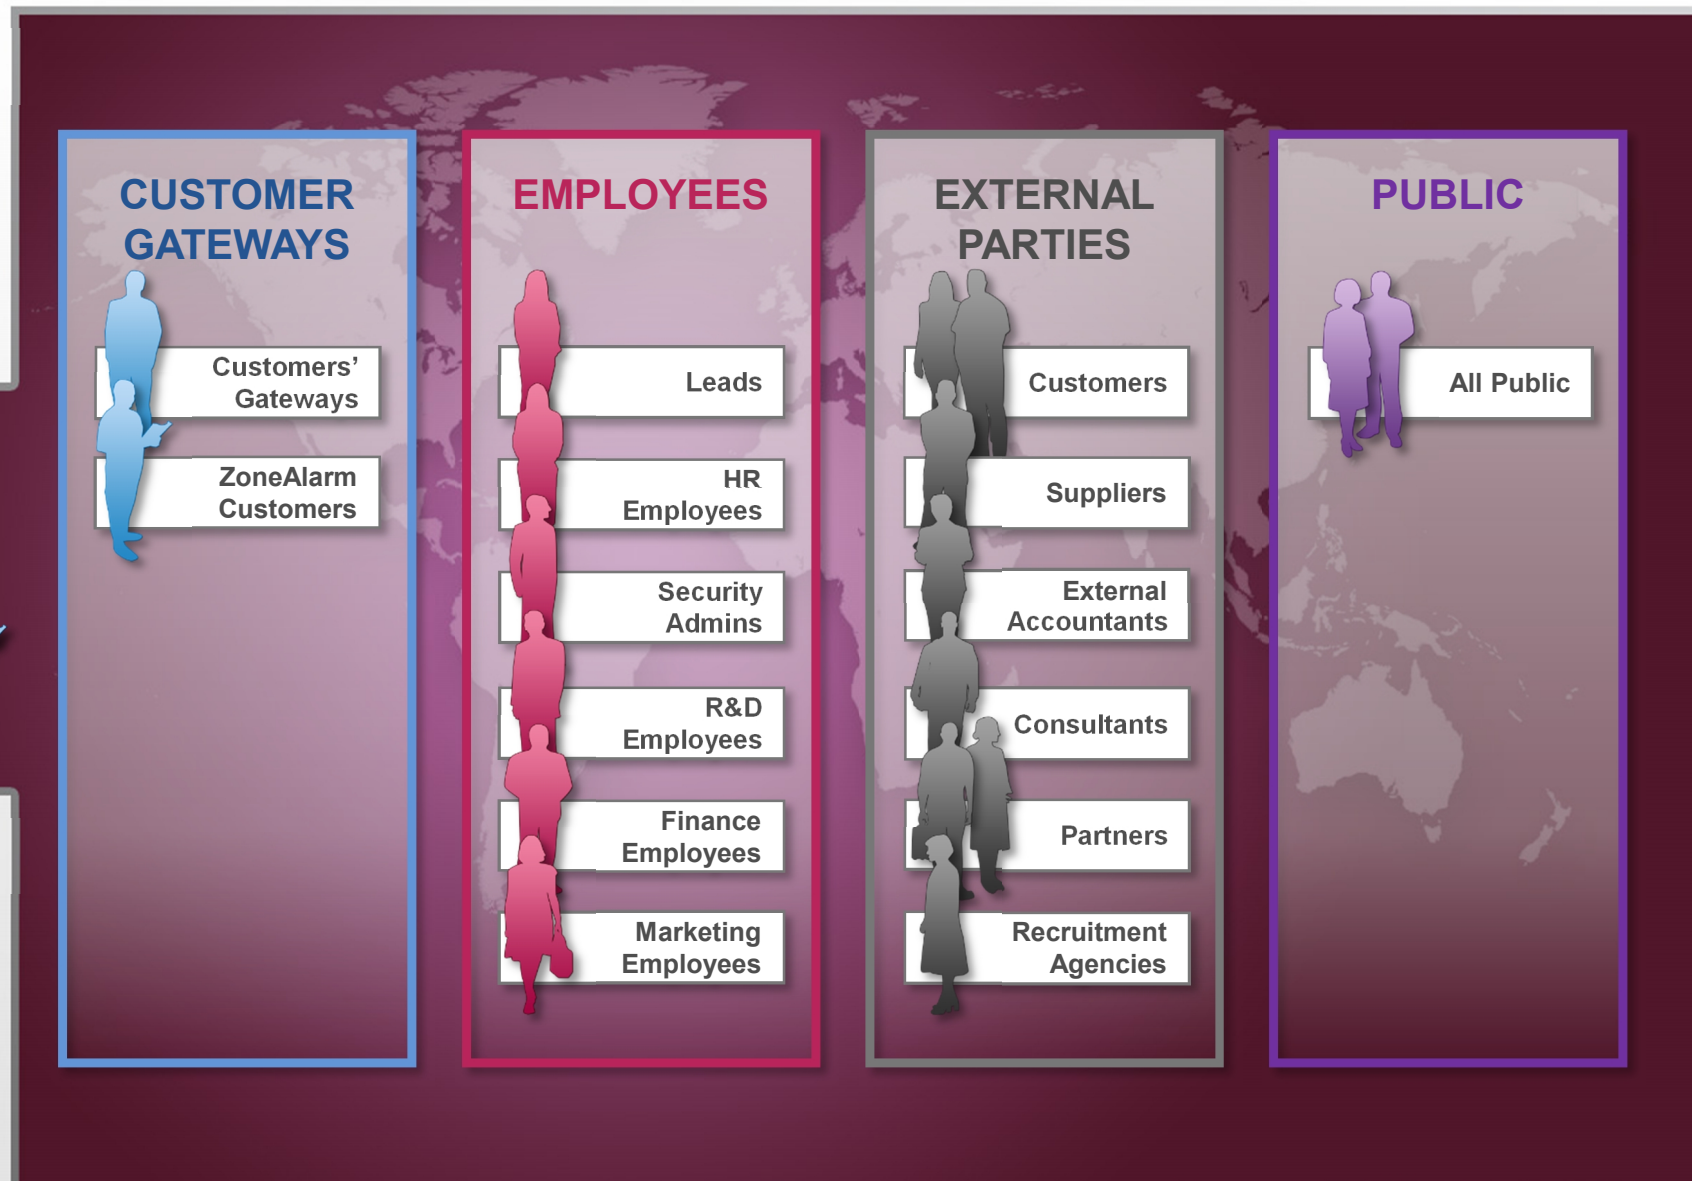 CUSTOMER
GATEWAYS
Customers’
Gateways
ZoneAlarm
Customers
EMPLOYEES
Leads
HR
Employees
Security
Admins
R&D
Employees
Finance
Employees
Marketing
Employees
EXTERNAL
PARTIES
Customers
Suppliers
External
Accountants
Consultants
Partners
Recruitment
Agencies
PUBLIC
All Public